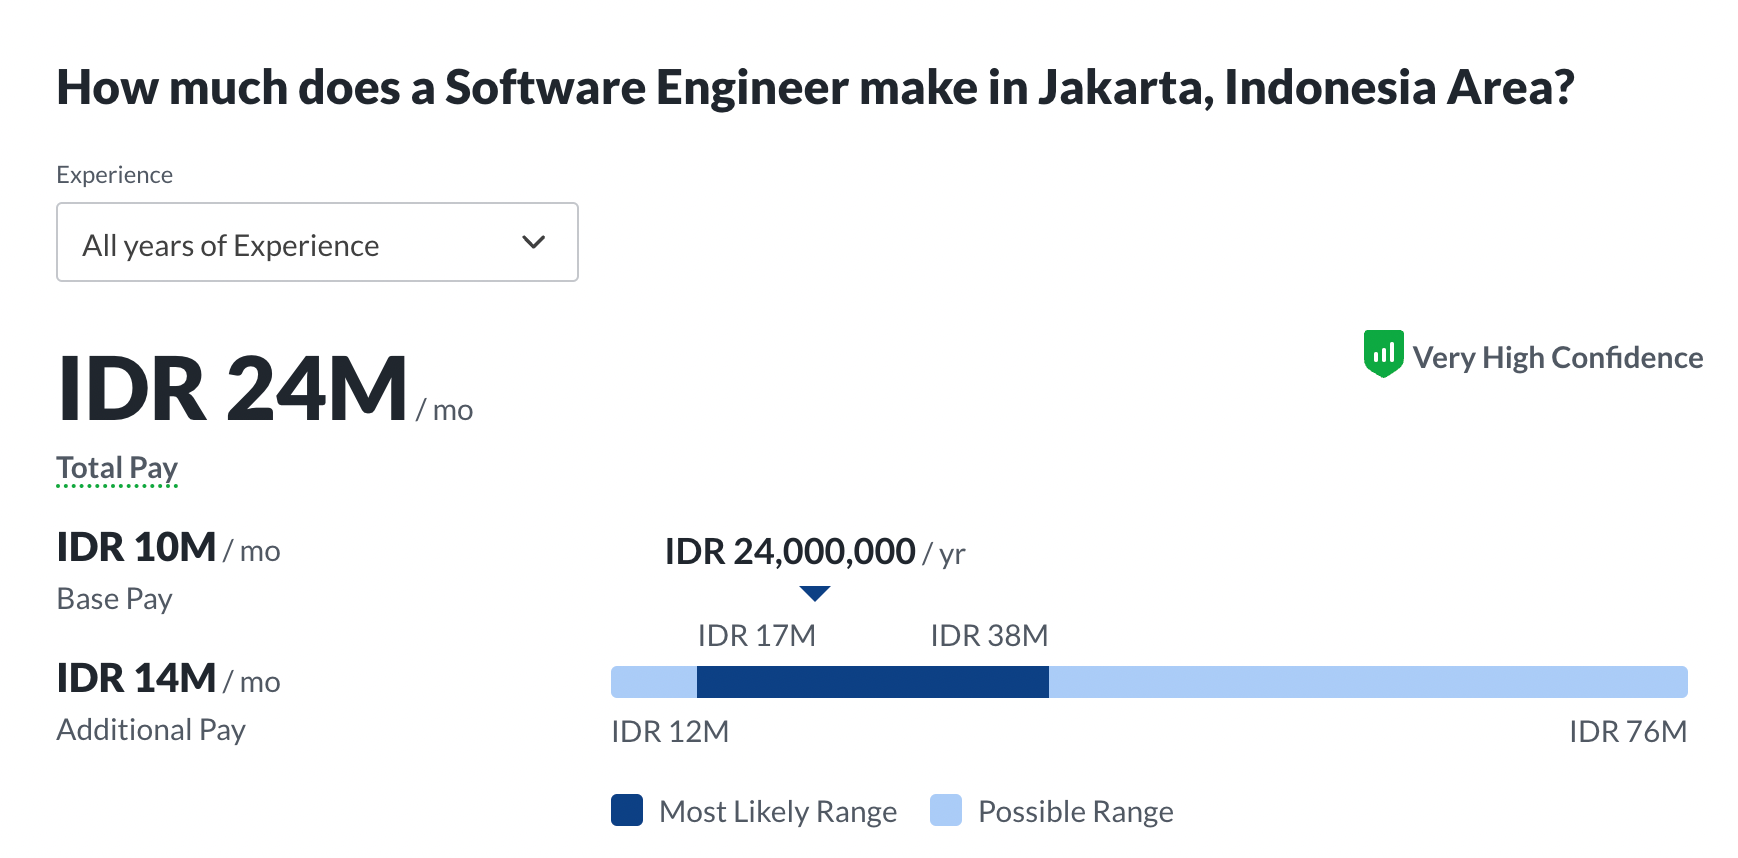 How much does a Software Engineer make in Jakarta, Indonesia Area?
Experience
All years of Experience
IDR 24M / mo
Very High Confidence
Total Pay
IDR 10M / mo
Base Pay
IDR 14M / mo
Additional Pay
IDR 24,000,000 / yr
IDR 17M IDR 38M
IDR 12M IDR 76M
Most Likely Range Possible Range